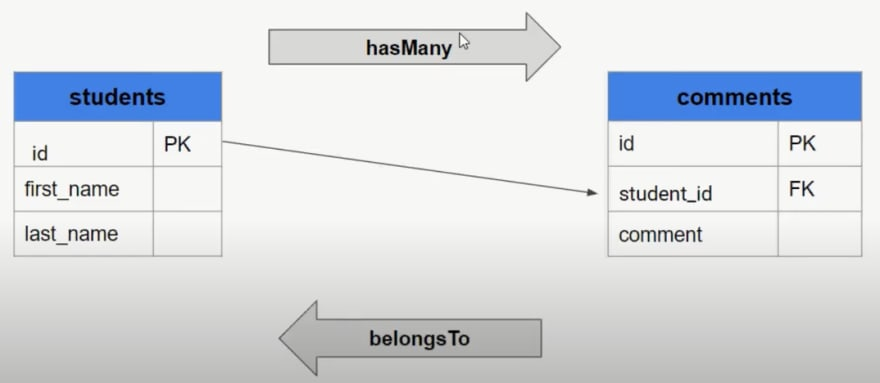 hasMany
students
id PK
first_name
last_name
comments
id PK
student_id FK
comment
belongsTo